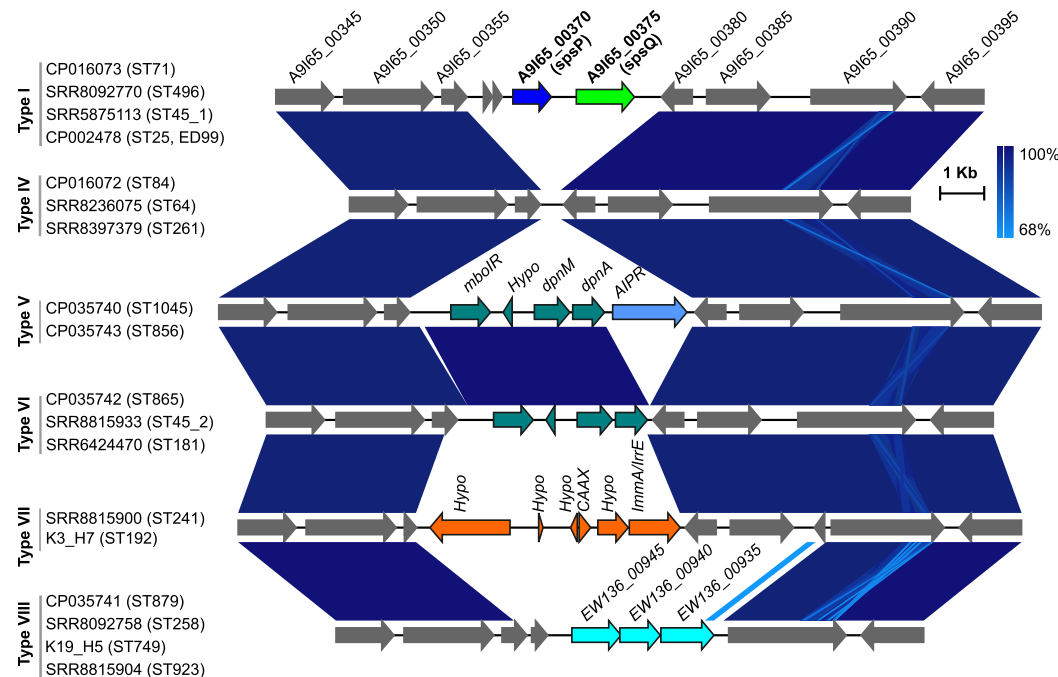 A9I65_00345
A9I65_00350
A9I65_00355
A9I65_00370
(spsP)
A9I65_00375
(spsQ)
A9I65_00380
A9I65_00385
A9I65_00390
A9I65_00395
Type I
CP016073 (ST71)
SRR8092770 (ST496)
SRR5875113 (ST45_1)
CP002478 (ST25, ED99)
100%
1 Kb
68%
Type IV
CP016072 (ST84)
SRR8236075 (ST64)
SRR8397379 (ST261)
mboIR
Hypo
dpnM
dpnA
AIPR
Type V
CP035740 (ST1045)
CP035743 (ST856)
Type VI
CP035742 (ST865)
SRR8815933 (ST45_2)
SRR6424470 (ST181)
Hypo
Hypo
Hypo
CAAX
Hypo
ImmA/IrrE
Type VII
SRR8815900 (ST241)
K3_H7 (ST192)
EW136_00945
EW136_00940
EW136_00935
Type VIII
CP035741 (ST879)
SRR8092758 (ST258)
K19_H5 (ST749)
SRR8815904 (ST923)